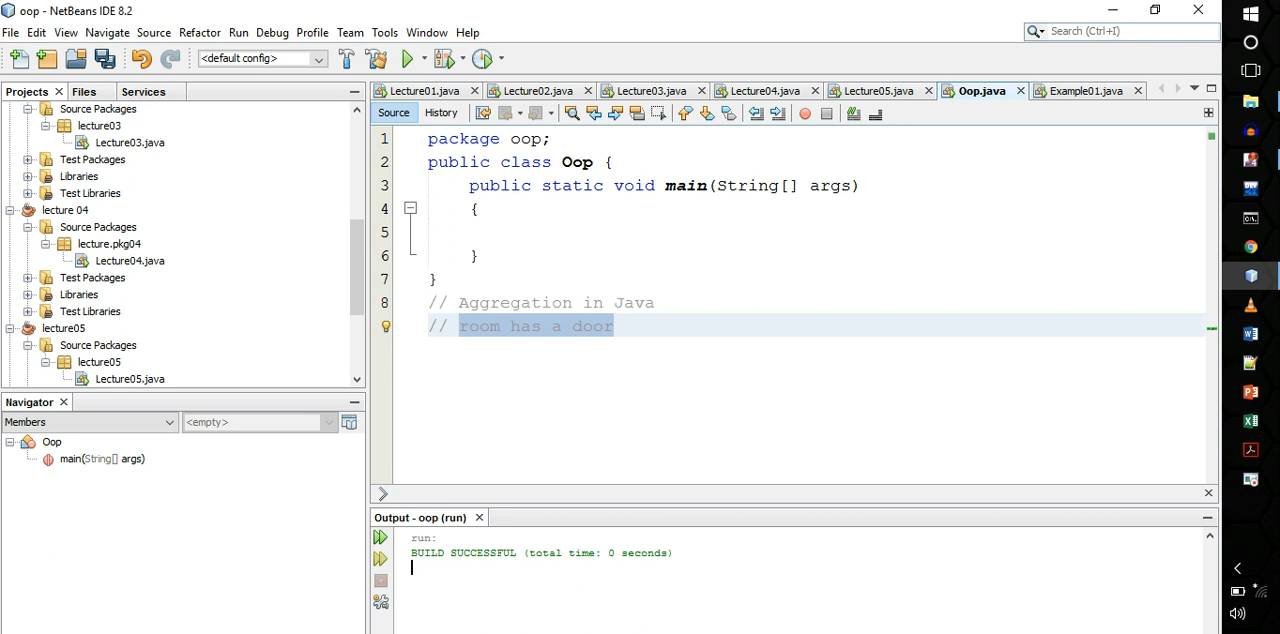 oop - NetBeans IDE 8.2
File Edit View Navigate Source Refactor Run Debug Profile Team Tools Window Help
Search (Ctrl+I)
<default config>
Projects Files Services
Lecture01.java Lecture02.java Lecture03.java Lecture04.java Lecture05.java Oop.java Example01.java
Source History
Source Packages
lecture03
Lecture03.java
Test Packages
Libraries
Test Libraries
lecture 04
Source Packages
lecture.pkg04
Lecture04.java
Test Packages
Libraries
Test Libraries
lecture05
Source Packages
lecture05
Lecture05.java
1 package oop;
2 public class Oop {
3 public static void main(String[] args)
4 {
5
6 }
7 }
8 // Aggregation in Java
// room has a door
Navigator
Members <empty>
Oop
main(String[] args)
Output - oop (run)
run:
BUILD SUCCESSFUL (total time: 0 seconds)